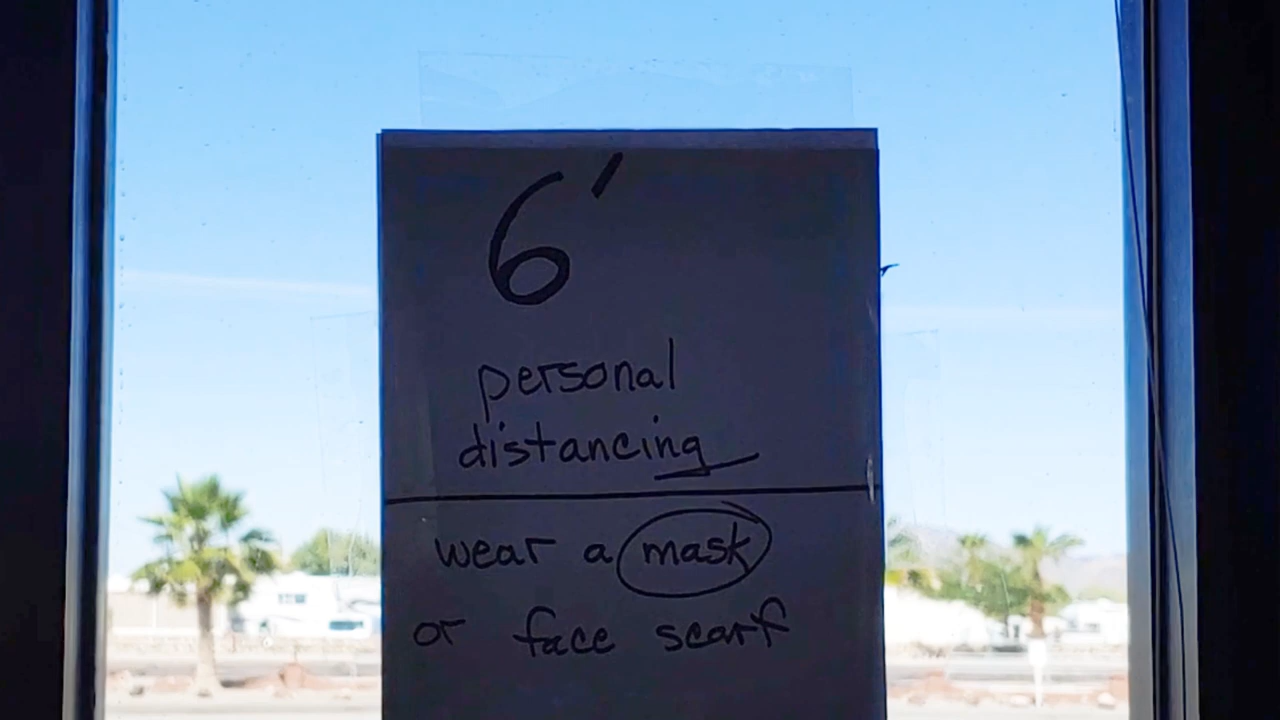 6'
personal
distancing
wear a mask
or face scarf